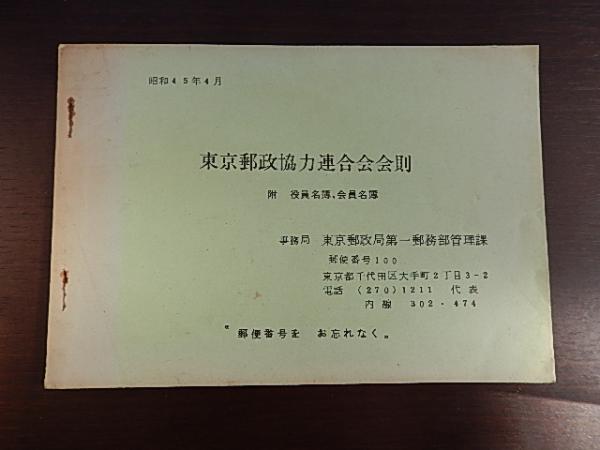 昭和45年4月
東京郵政協力連合会会則
附 役員名簿、会員名簿
事務局 東京郵政局第一郵務部管理課
郵便番号100
東京都千代田区大手町2丁目3-2
電話 (270)1211 代表
内線 302・474
〝郵便番号を お忘れなく〟